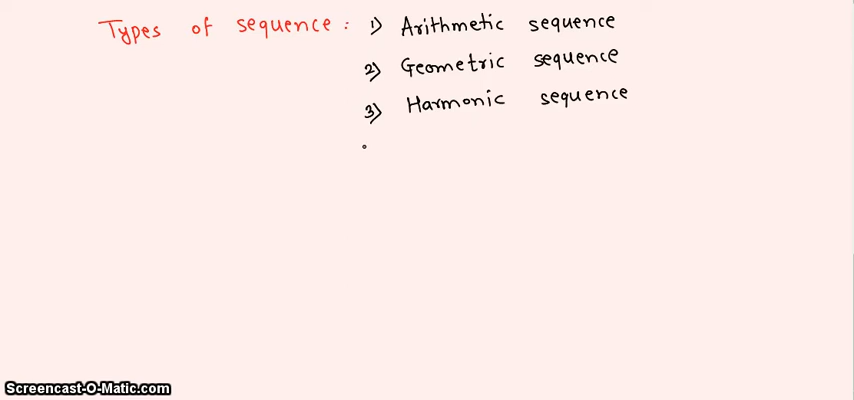 Types of sequence : 1) Arithmetic sequence
2) Geometric sequence
3) Harmonic sequence
Screencast-O-Matic.com